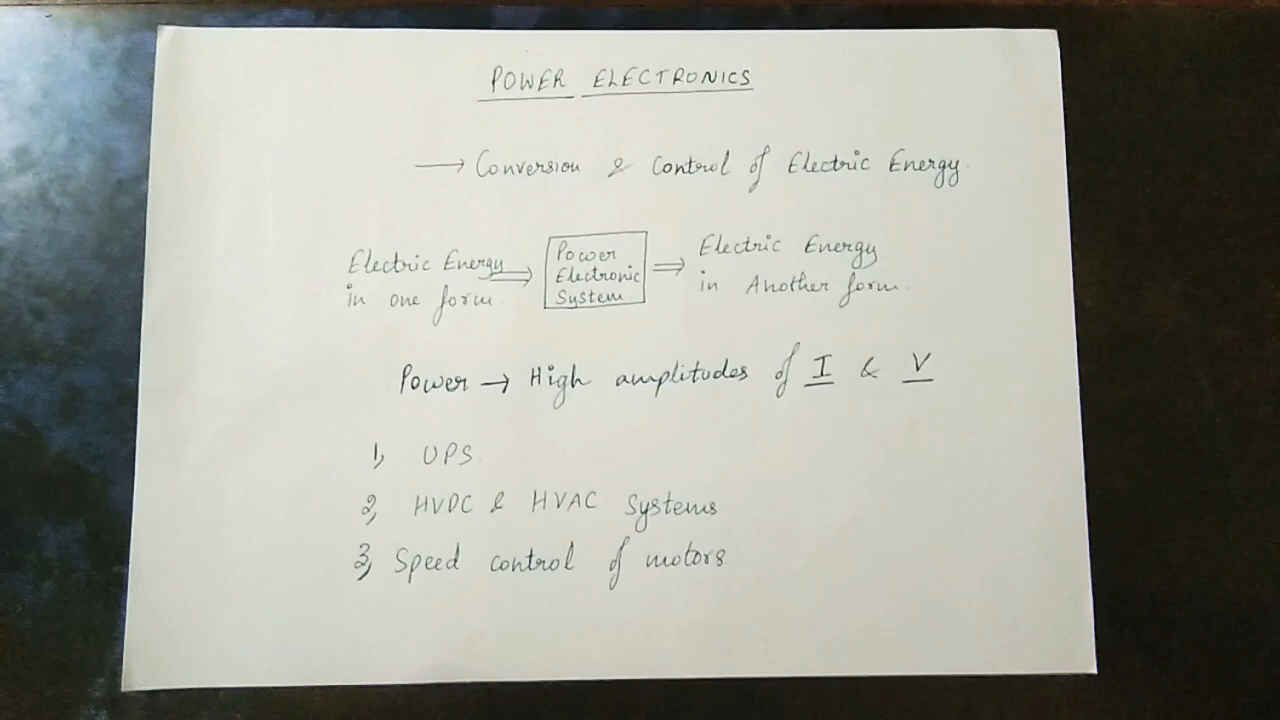 POWER ELECTRONICS
→ Conversion & Control of Electric Energy.
Electric Energy
in one form.
⇒
Power
Electronic
System
⇒
Electric Energy
in Another form.
Power → High amplitudes of I & V
1, UPS.
2, HVDC & HVAC Systems
3, Speed control of motors.